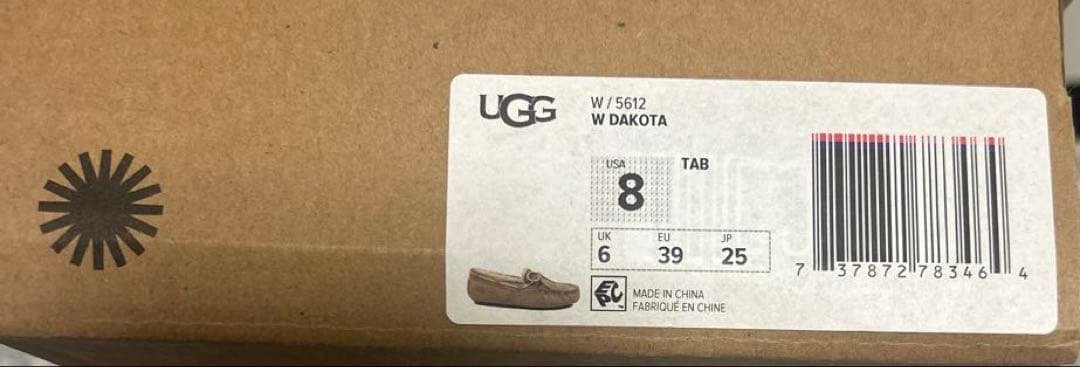 UGG
W / 5612
W DAKOTA
USA
8
TAB
UK EU JP
6 39 25
MADE IN CHINA
FABRIQUÉ EN CHINE
7 37872 78346 4